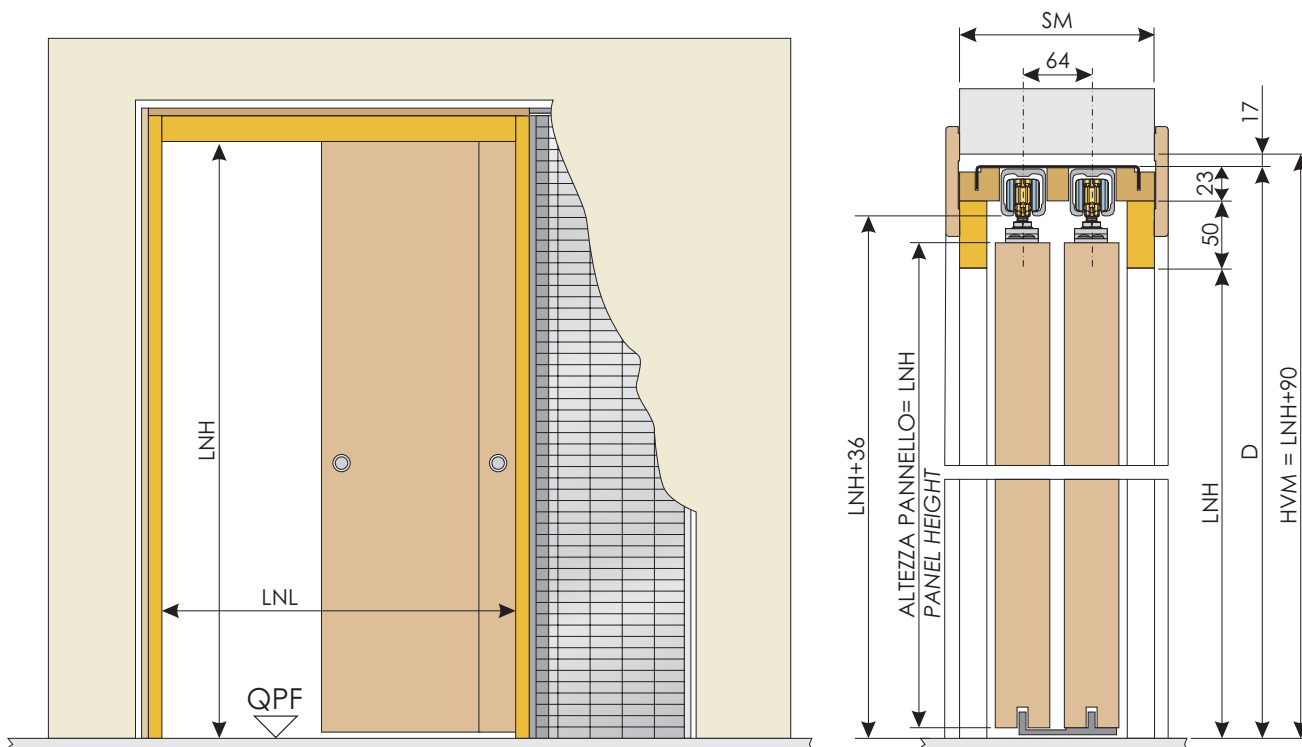 LNH
LNL
QPF
SM
64
17
23
50
LNH+36
ALTEZZA PANNELLO= LNH
PANEL HEIGHT
LNH
D
HVM = LNH+90